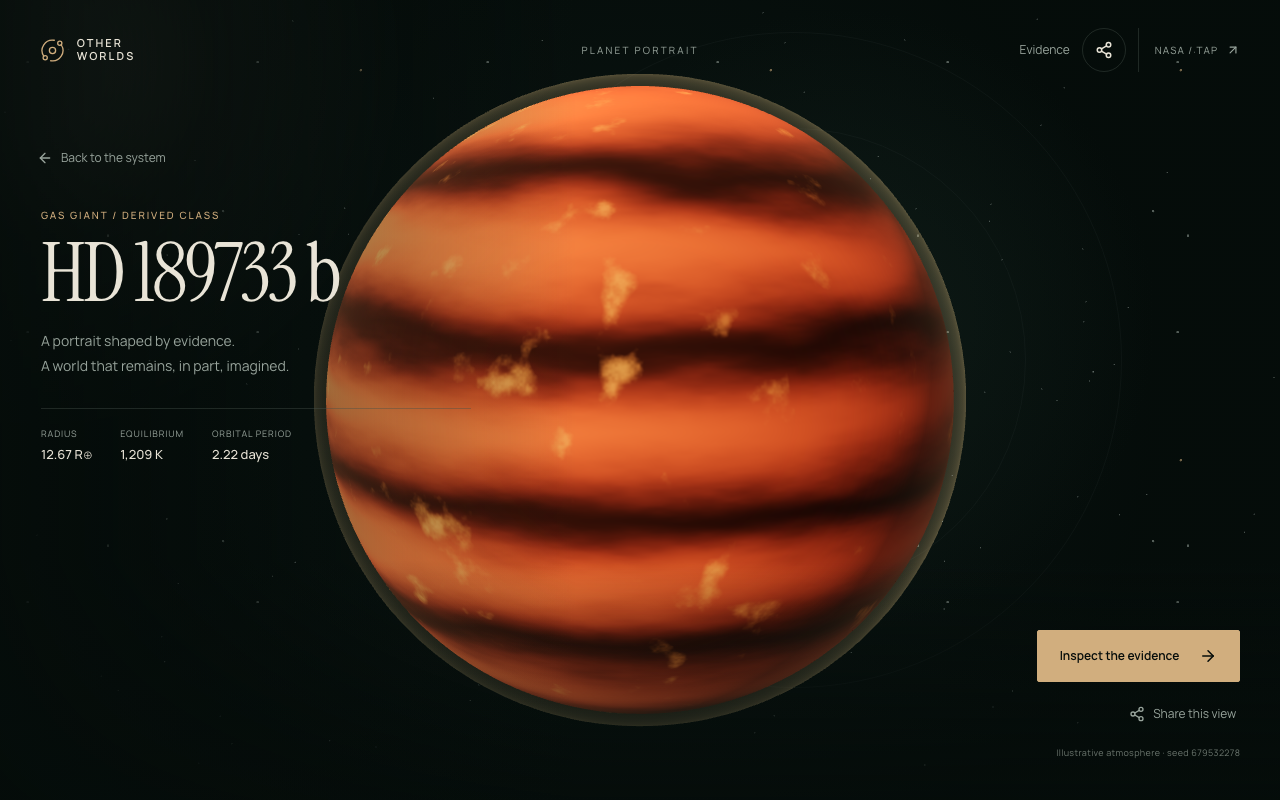 OTHER
WORLDS
PLANET PORTRAIT
Evidence
NASA / TAP
Back to the system
GAS GIANT / DERIVED CLASS
HD 189733 b
A portrait shaped by evidence.
A world that remains, in part, imagined.
RADIUS
EQUILIBRIUM
ORBITAL PERIOD
12.67 R⊕
1,209 K
2.22 days
Inspect the evidence
Share this view
Illustrative atmosphere · seed 679532278